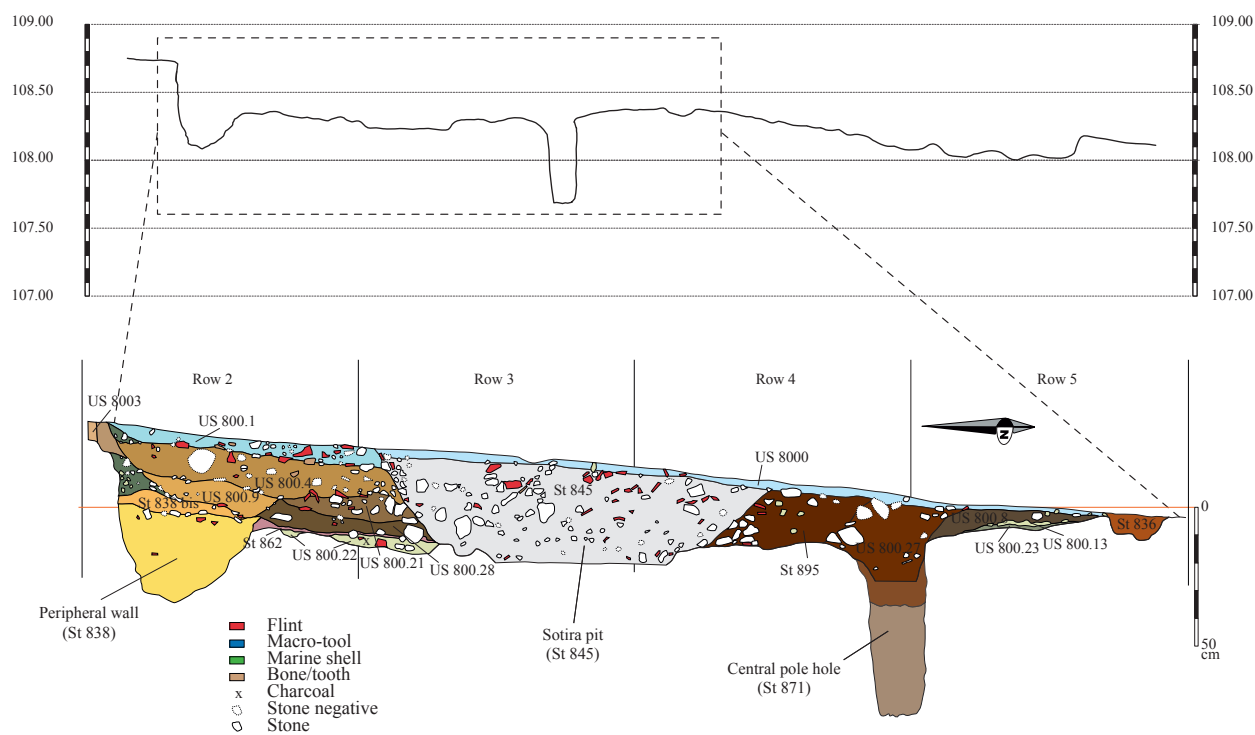 109.00
109.00
108.50
108.50
108.00
108.00
107.50
107.50
107.00
107.00
Row 2
Row 3
Row 4
Row 5
US 8003
US 800.1
N
US 8000
US 800.4
St 845
0
US 800.9
St 838 bis
US 800.8
St 836
St 862
US 800.22
US 800.21
US 800.28
x
US 800.27
US 800.23
US 800.13
St 895
Peripheral wall
(St 838)
Sotira pit
(St 845)
Central pole hole
(St 871)
50
cm
Flint
Macro-tool
Marine shell
Bone/tooth
x Charcoal
Stone negative
Stone